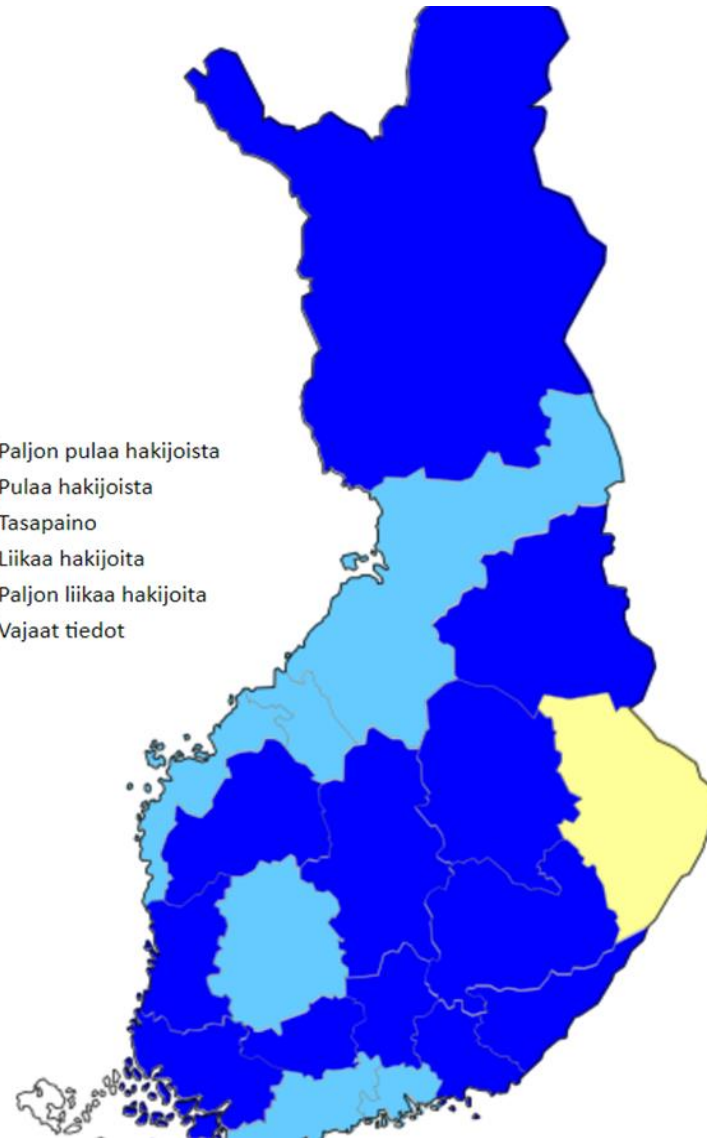 Paljon pulaa hakijoista
Pulaa hakijoista
Tasapaino
Liikaa hakijoita
Paljon liikaa hakijoita
Vajaat tiedot